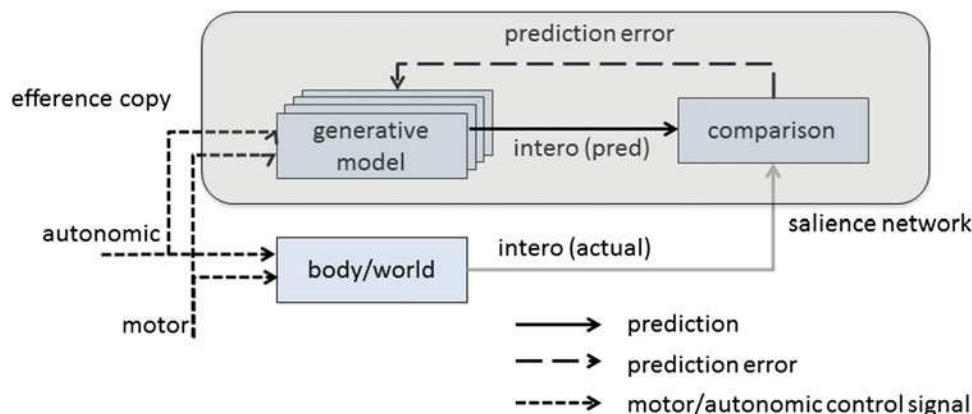 prediction error
efference copy
generative
model
intero (pred)
comparison
salience network
autonomic
body/world
intero (actual)
motor
prediction
prediction error
motor/autonomic control signal